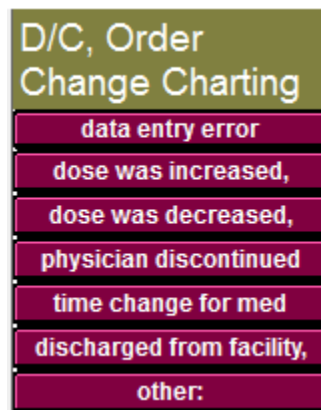 D/C, Order
Change Charting
data entry error
dose was increased,
dose was decreased,
physician discontinued
time change for med
discharged from facility,
other: